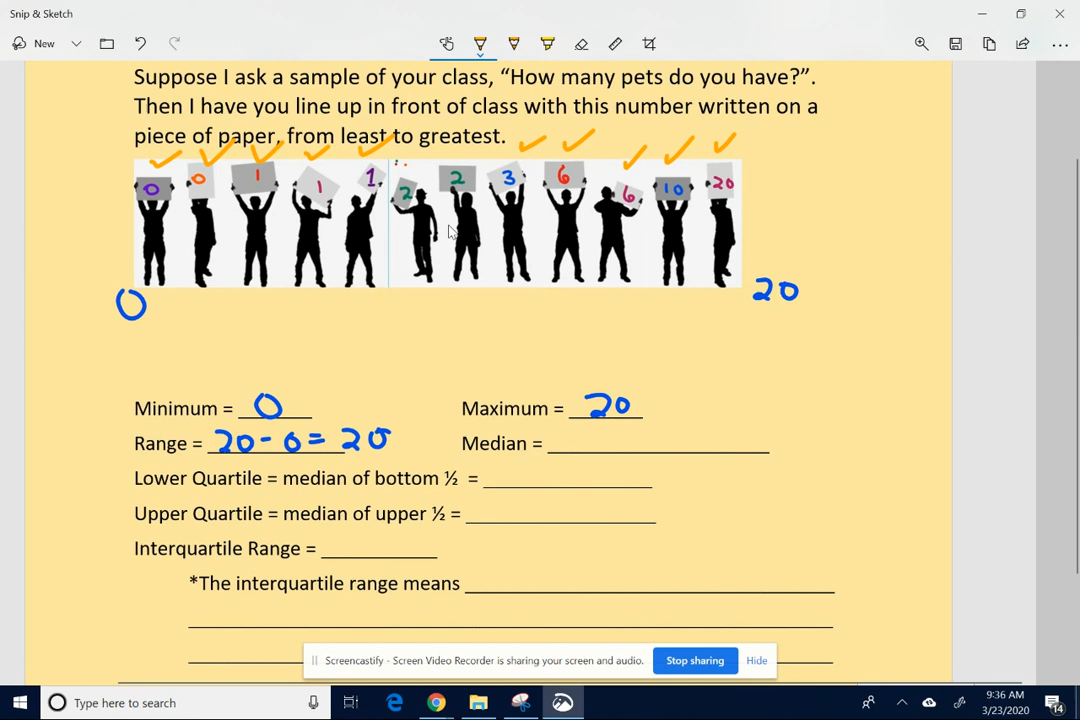 Snip & Sketch
New
Suppose I ask a sample of your class, “How many pets do you have?”.
Then I have you line up in front of class with this number written on a
piece of paper, from least to greatest.
0 0 1 1 1 2 2 3 6 6 10 20
0 20
Minimum = 0 Maximum = 20
Range = 20 - 0 = 20 Median = ____
Lower Quartile = median of bottom ½ = ____
Upper Quartile = median of upper ½ = ____
Interquartile Range = ____
*The interquartile range means ____
Screencastify - Screen Video Recorder is sharing your screen and audio. Stop sharing Hide
Type here to search
9:36 AM
3/23/2020
14